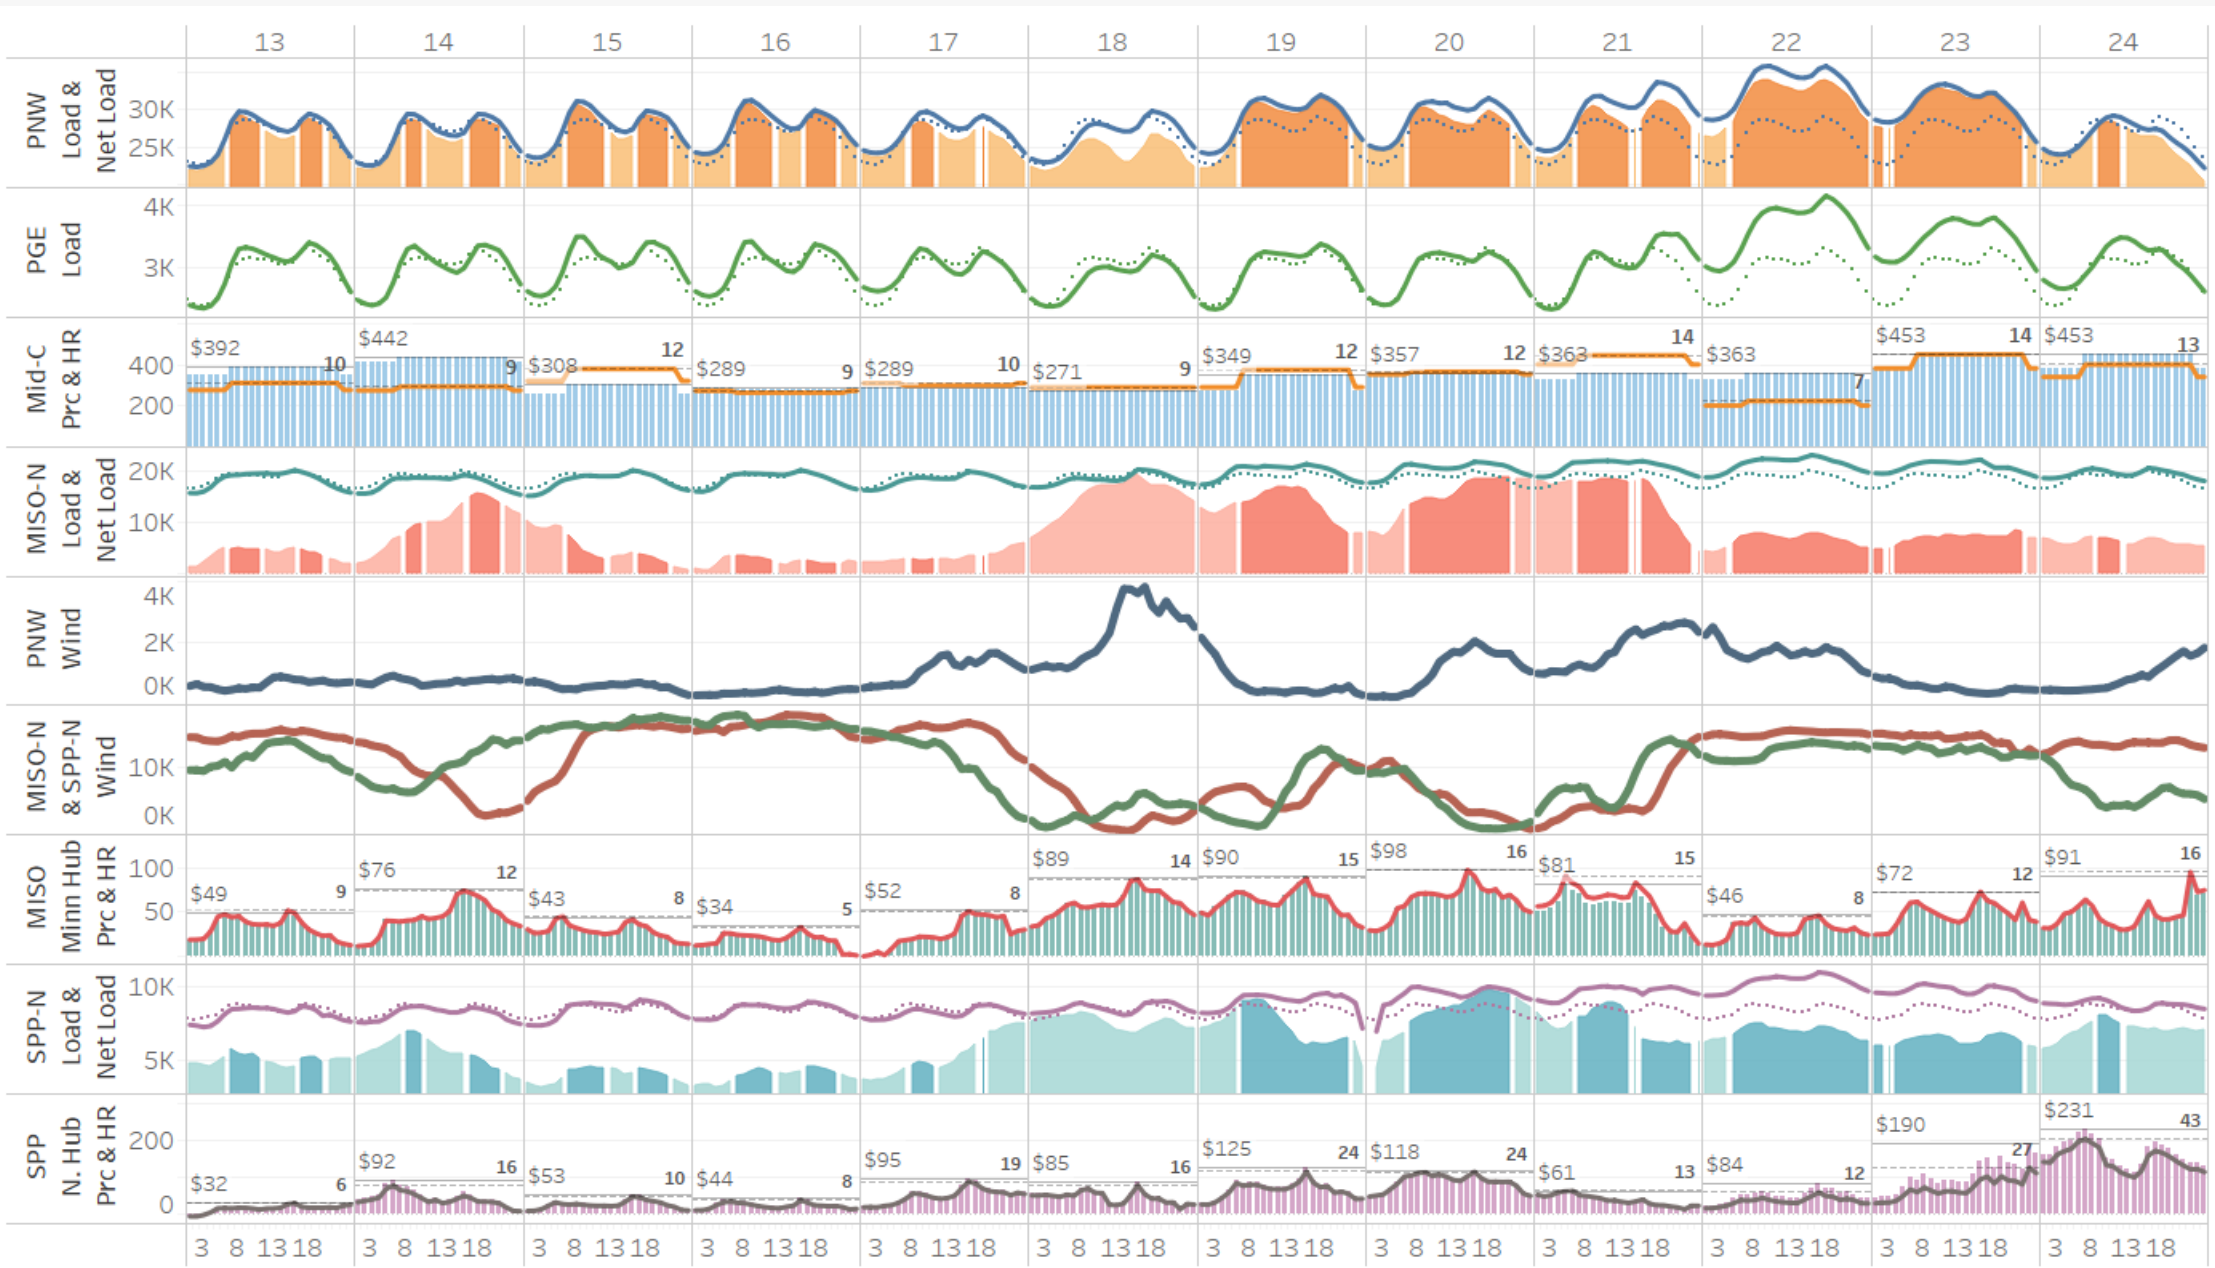 13 14 15 16 17 18 19 20 21 22 23 24
PNW
Load &
Net Load
30K
25K
PGE
Load
4K
3K
Mid-C
Prc & HR
400
200
$392 10 $442 9 $308 12 $289 9 $289 10 $271 9 $349 12 $357 12 $363 14 $363 7 $453 14 $453 13
MISO-N
Load &
Net Load
20K
10K
PNW
Wind
4K
2K
0K
MISO-N
& SPP-N
Wind
10K
0K
MISO
Minn Hub
Prc & HR
100
50
$49 9 $76 12 $43 8 $34 5 $52 8 $89 14 $90 15 $98 16 $81 15 $46 8 $72 12 $91 16
SPP-N
Load &
Net Load
10K
5K
SPP
N. Hub
Prc & HR
200
0
$32 6 $92 16 $53 10 $44 8 $95 19 $85 16 $125 24 $118 24 $61 13 $84 12 $190 27 $231 43
3 8 13 18 3 8 13 18 3 8 13 18 3 8 13 18 3 8 13 18 3 8 13 18 3 8 13 18 3 8 13 18 3 8 13 18 3 8 13 18 3 8 13 18 3 8 13 18